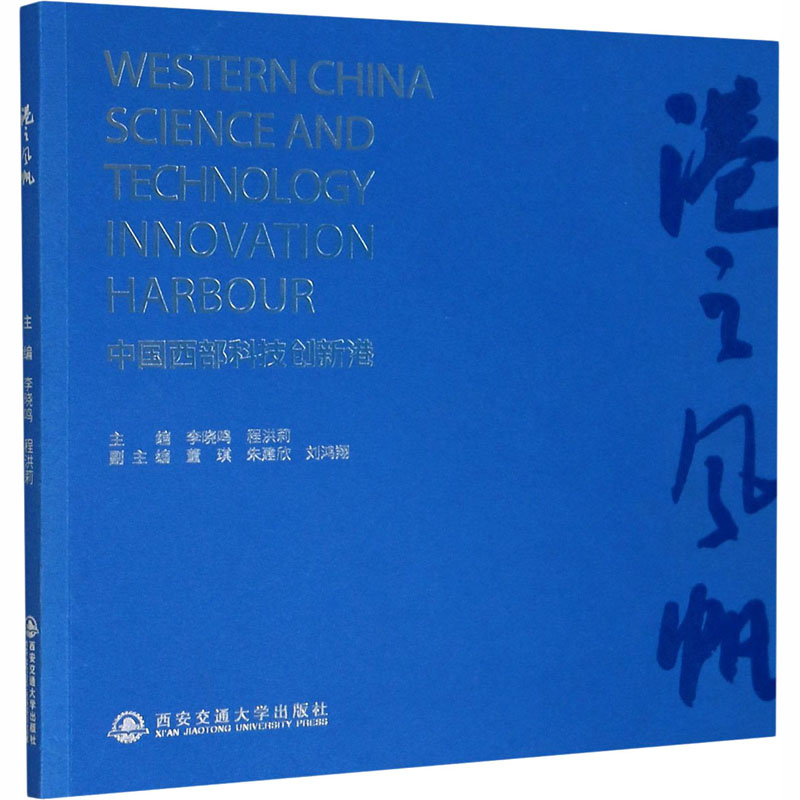 WESTERN CHINA
SCIENCE AND
TECHNOLOGY
INNOVATION
HARBOUR
中国西部科技创新港
主 编 李晓鸣 程洪莉
副主编 董 琪 朱建欣 刘鸿翔
西安交通大学出版社
XI'AN JIAOTONG UNIVERSITY PRESS
港之风帆
港之风帆
主编 李晓鸣 程洪莉
西安交通大学出版社